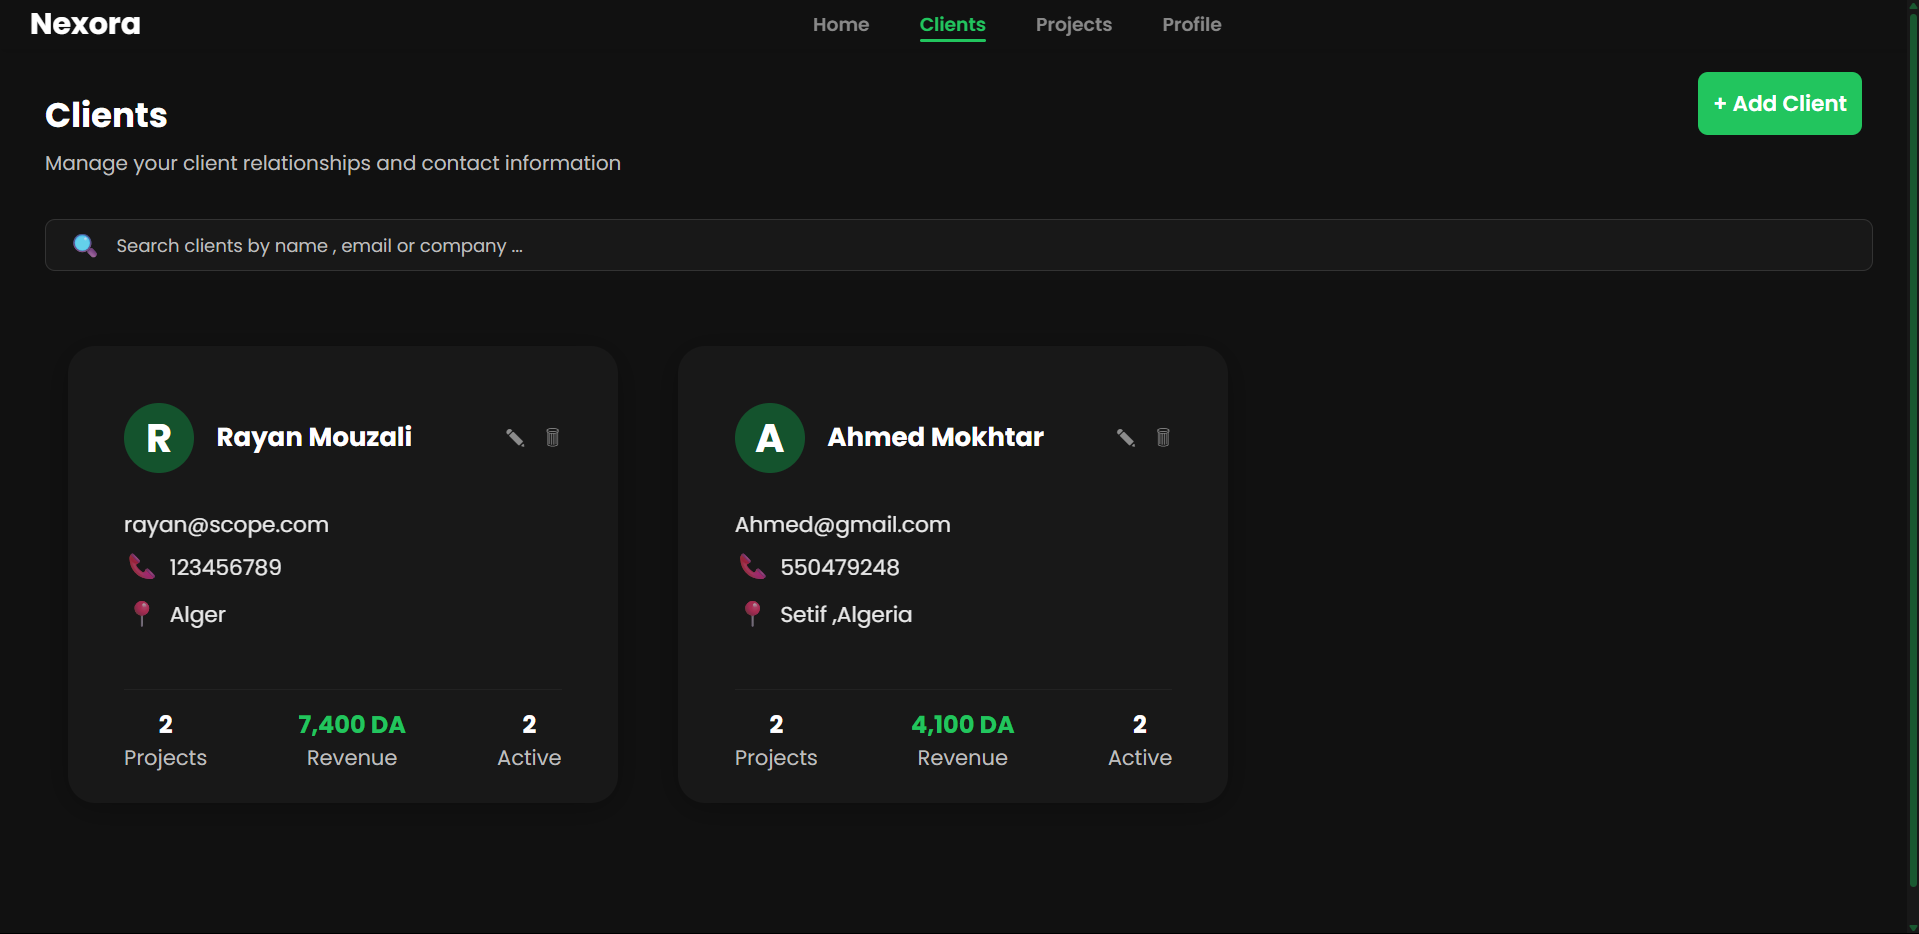 Nexora
Home Clients Projects Profile
Clients
+ Add Client
Manage your client relationships and contact information
Search clients by name , email or company ...
R Rayan Mouzali
rayan@scope.com
123456789
Alger
2 7,400 DA 2
Projects Revenue Active
A Ahmed Mokhtar
Ahmed@gmail.com
550479248
Setif ,Algeria
2 4,100 DA 2
Projects Revenue Active